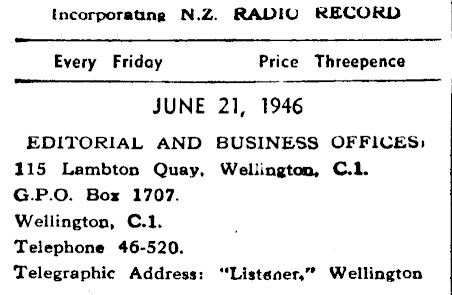 Incorporating N.Z. RADIO RECORD
Every Friday Price Threepence
JUNE 21, 1946
EDITORIAL AND BUSINESS OFFICES:
115 Lambton Quay, Wellington, C.1.
G.P.O. Box 1707.
Wellington, C.1.
Telephone 46-520.
Telegraphic Address: "Listener," Wellington